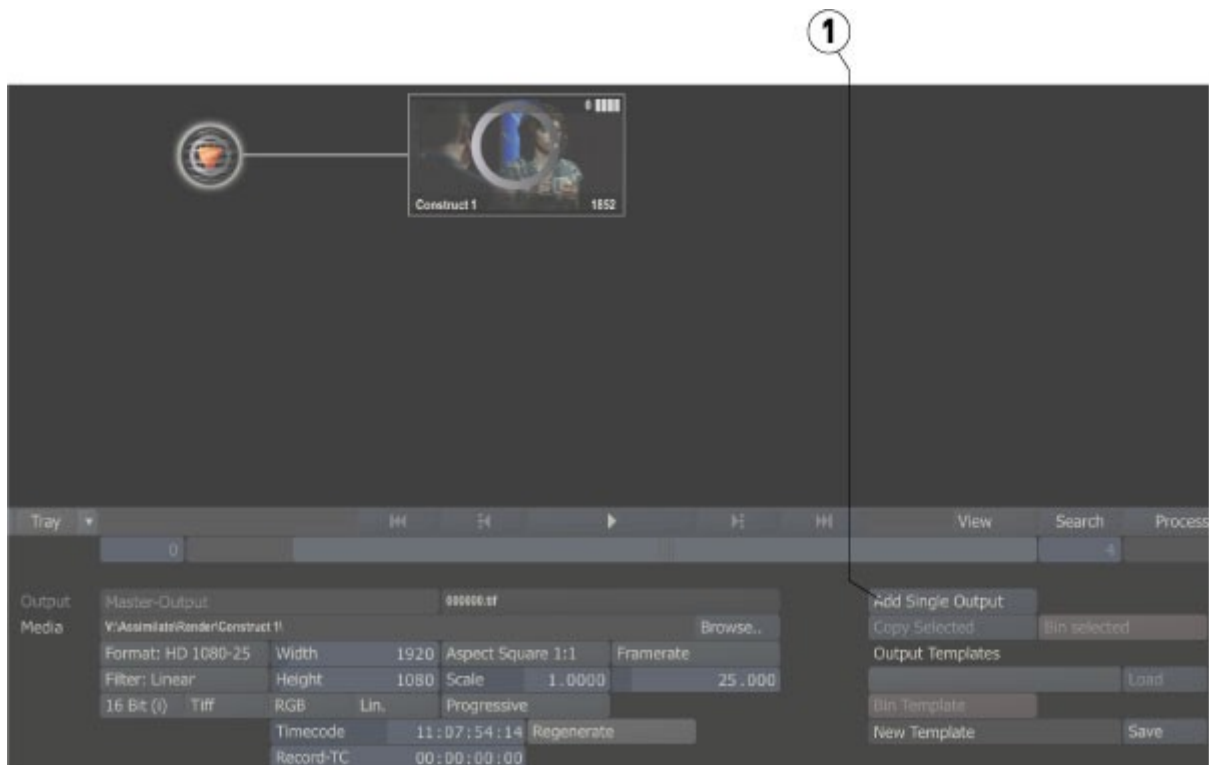 1
Construct 1 1852
Tray View Search Process
0 4
Output Master-Output 000000.tif Add Single Output
Media V:\Assimilate\Render\Construct 1\ Browse.. Copy Selected Bin selected
Format: HD 1080-25 Width 1920 Aspect Square 1:1 Framerate Output Templates
Filter: Linear Height 1080 Scale 1.0000 25.000 Load
16 Bit (i) Tiff RGB Lin. Progressive Bin Template
Timecode 11:07:54:14 Regenerate New Template Save
Record-TC 00:00:00:00